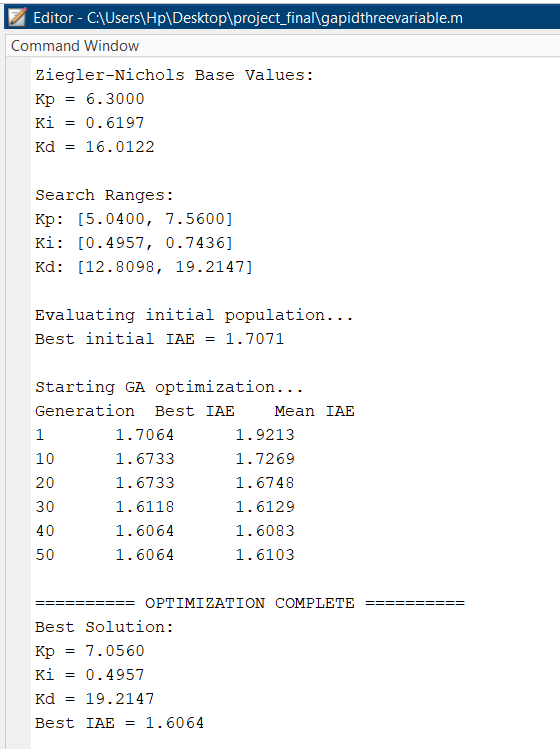 Editor - C:\Users\Hp\Desktop\project_final\gapidthreevariable.m
Command Window
Ziegler-Nichols Base Values:
Kp = 6.3000
Ki = 0.6197
Kd = 16.0122
Search Ranges:
Kp: [5.0400, 7.5600]
Ki: [0.4957, 0.7436]
Kd: [12.8098, 19.2147]
Evaluating initial population...
Best initial IAE = 1.7071
Starting GA optimization...
Generation  Best IAE    Mean IAE
1       1.7064      1.9213
10      1.6733      1.7269
20      1.6733      1.6748
30      1.6118      1.6129
40      1.6064      1.6083
50      1.6064      1.6103
========== OPTIMIZATION COMPLETE ==========
Best Solution:
Kp = 7.0560
Ki = 0.4957
Kd = 19.2147
Best IAE = 1.6064